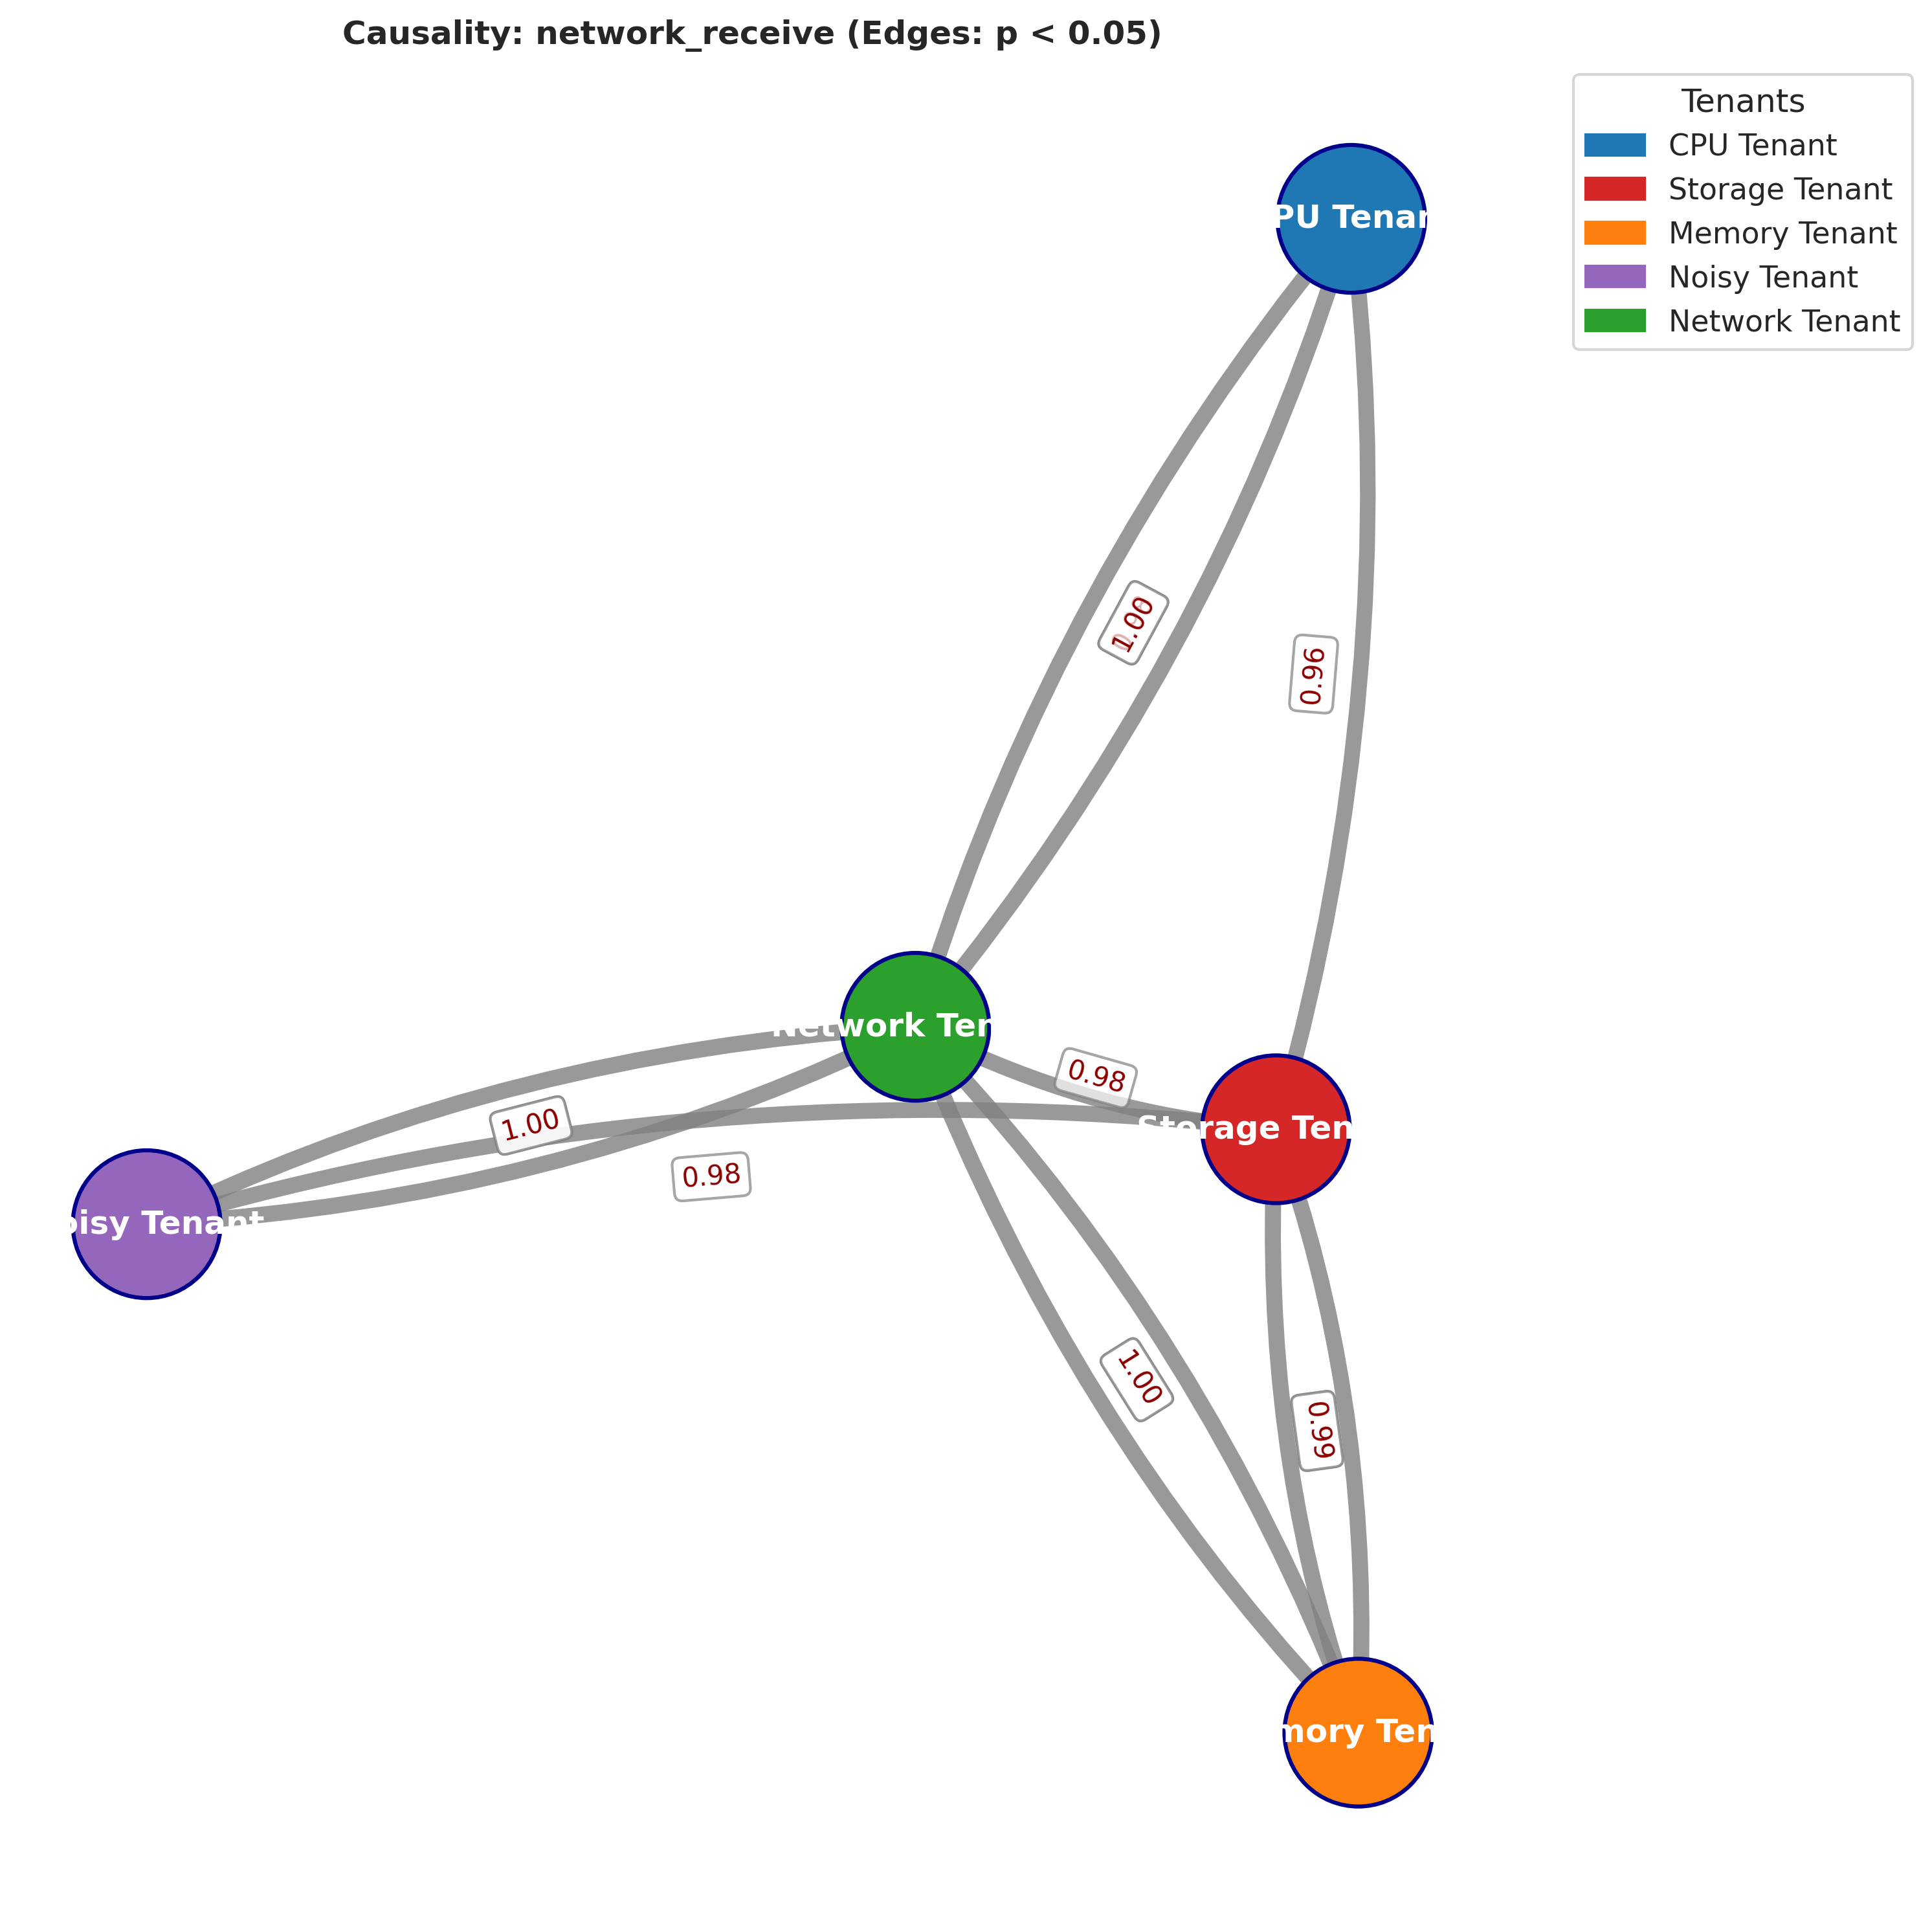 Causality: network_receive (Edges: p < 0.05)
Tenants
CPU Tenant
Storage Tenant
Memory Tenant
Noisy Tenant
Network Tenant
PU Tenan
1.00
0.96
Network Ten
0.98
1.00
Storage Ten
0.98
oisy Tenant
1.00
0.99
mory Ten